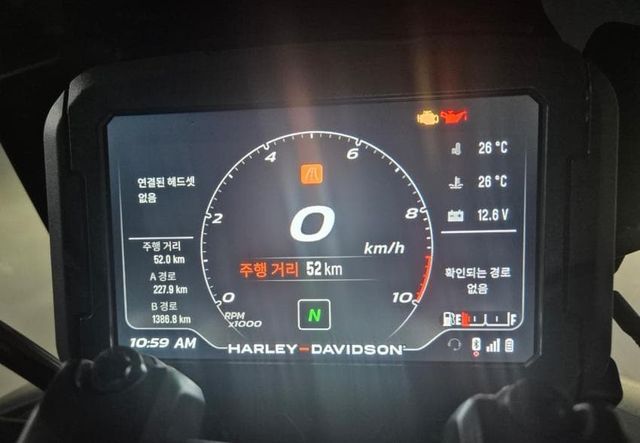 연결된 헤드셋
없음
주행 거리
52.0 km
A 경로
227.9 km
B 경로
1386.8 km
10:59 AM
0
2
4
6
8
10
RPM
x1000
0
km/h
주행 거리 52 km
N
HARLEY-DAVIDSON
26 °C
26 °C
12.6 V
확인되는 경로
없음
E F